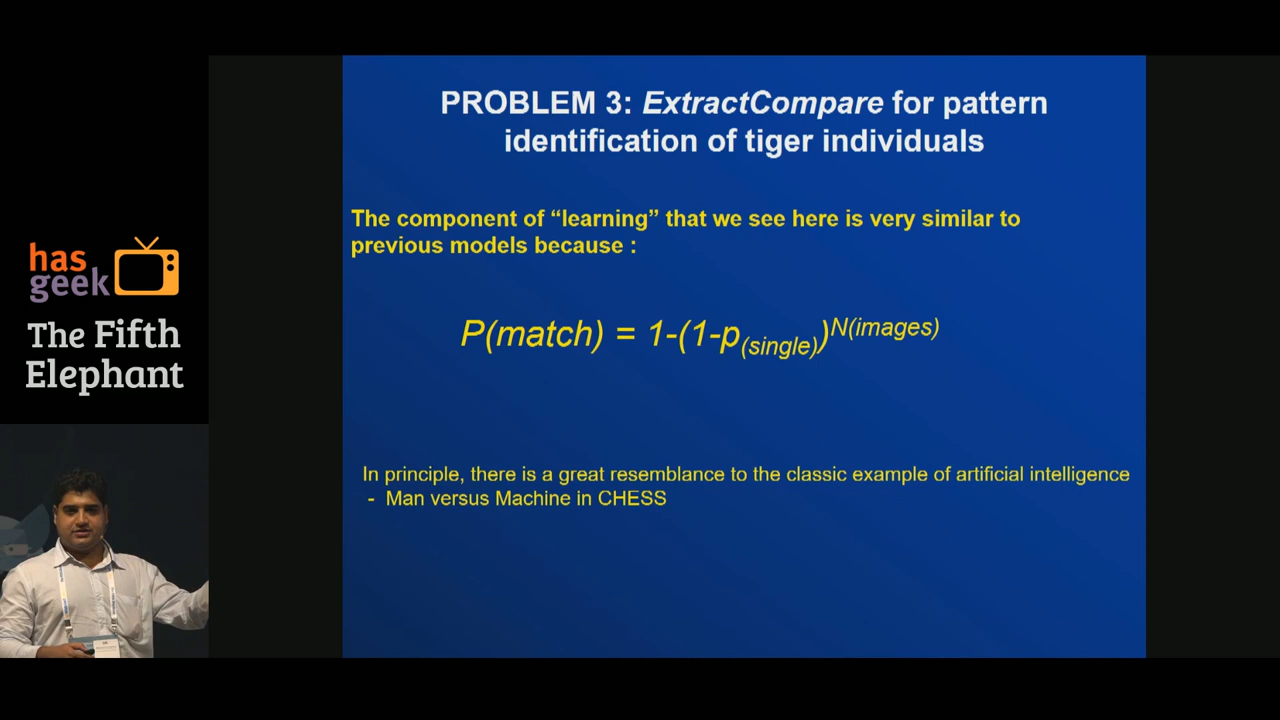 PROBLEM 3: ExtractCompare for pattern
identification of tiger individuals
The component of “learning” that we see here is very similar to
previous models because :
P(match) = 1-(1-p(single))N(images)
In principle, there is a great resemblance to the classic example of artificial intelligence
- Man versus Machine in CHESS
has
geek
The Fifth
Elephant